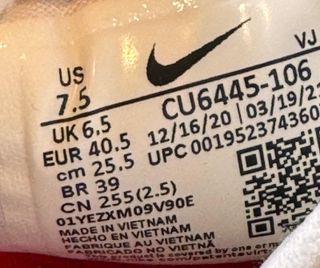 VJ
US
7.5
CU6445-106
UK 6.5
12/16/20 | 03/19/2
EUR 40.5
UPC 001952374360
cm 25.5
BR 39
CN 255(2.5)
01YEZXM09V90E
MADE IN VIETNAM
HECHO EN VIETNAM
FABRIQUE AU VIETNAM
FABRICADO NO VIETNÃ